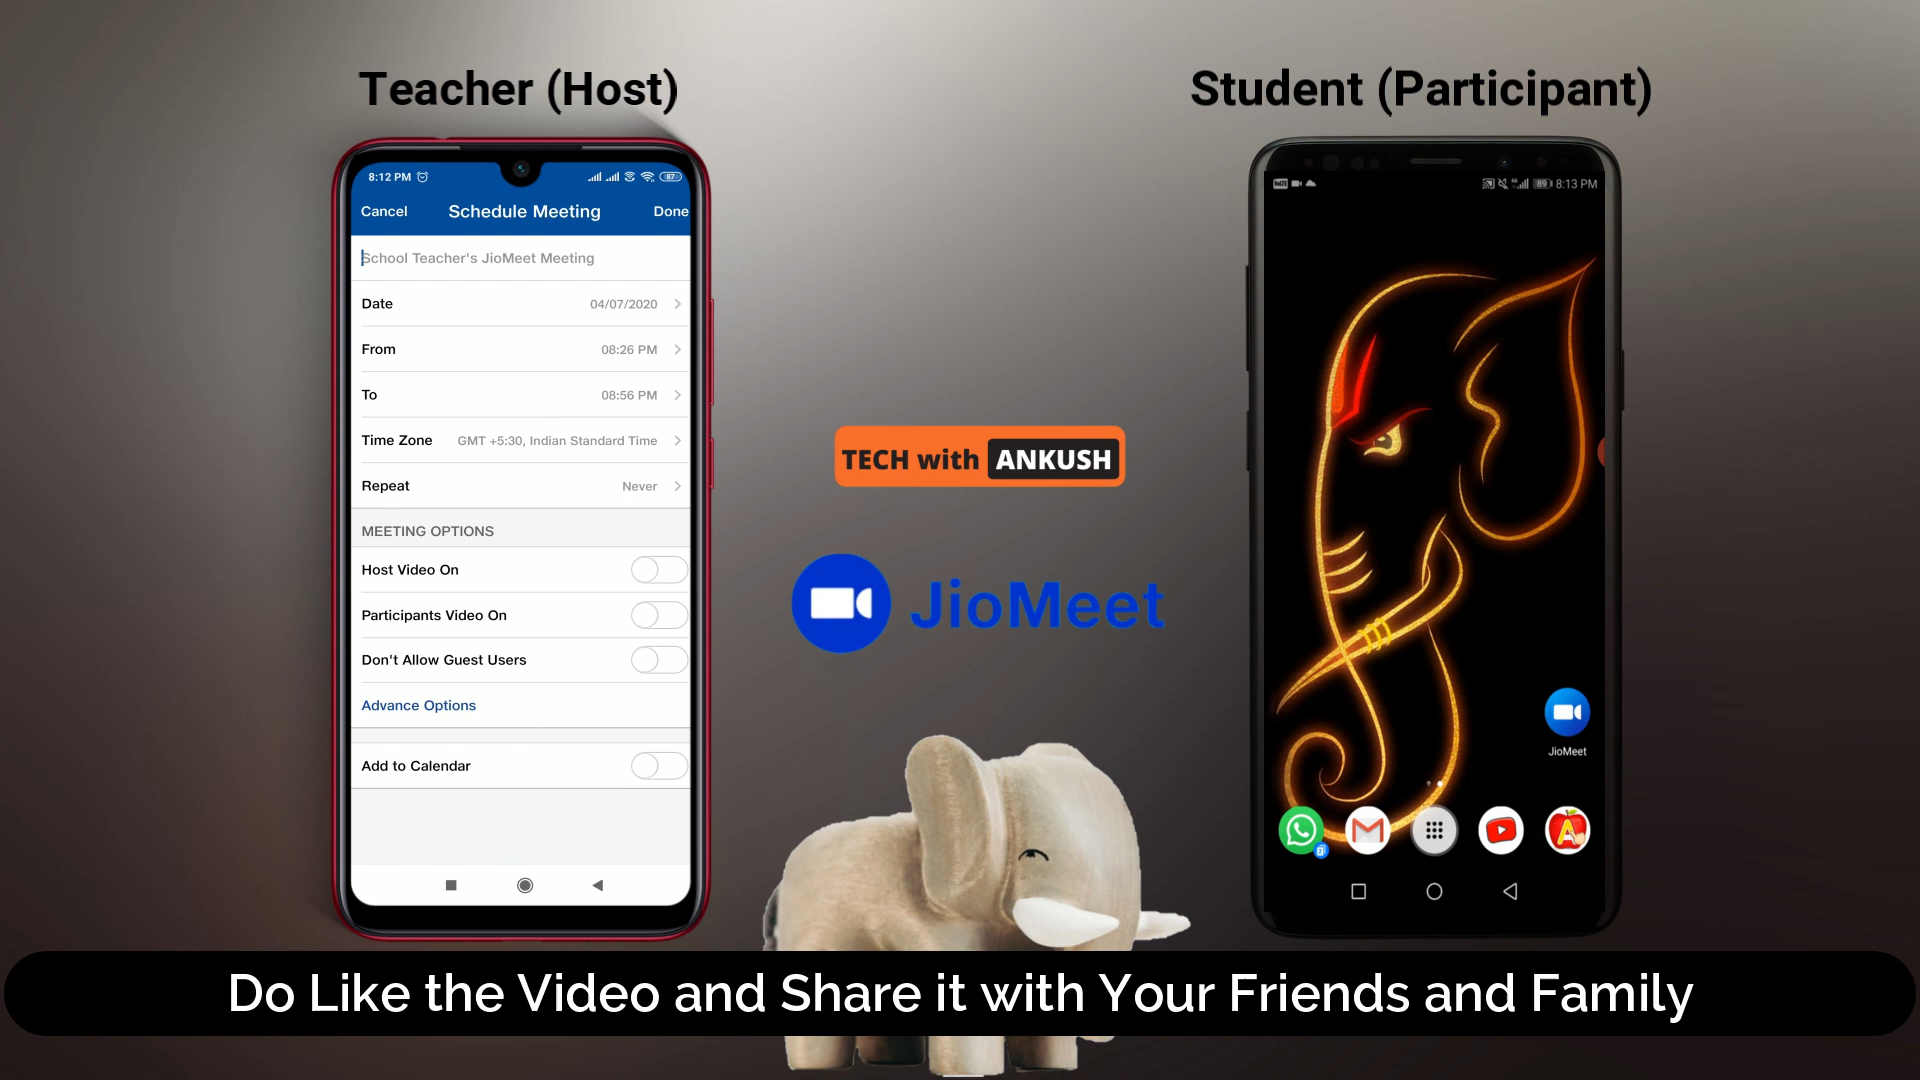 Teacher (Host)
Student (Participant)
8:12 PM
87
Cancel
Schedule Meeting
Done
School Teacher's JioMeet Meeting
Date
04/07/2020
From
08:26 PM
To
08:56 PM
Time Zone
GMT +5:30, Indian Standard Time
Repeat
Never
MEETING OPTIONS
Host Video On
Participants Video On
Don't Allow Guest Users
Advance Options
Add to Calendar
TECH with ANKUSH
JioMeet
89
8:13 PM
JioMeet
A
Do Like the Video and Share it with Your Friends and Family